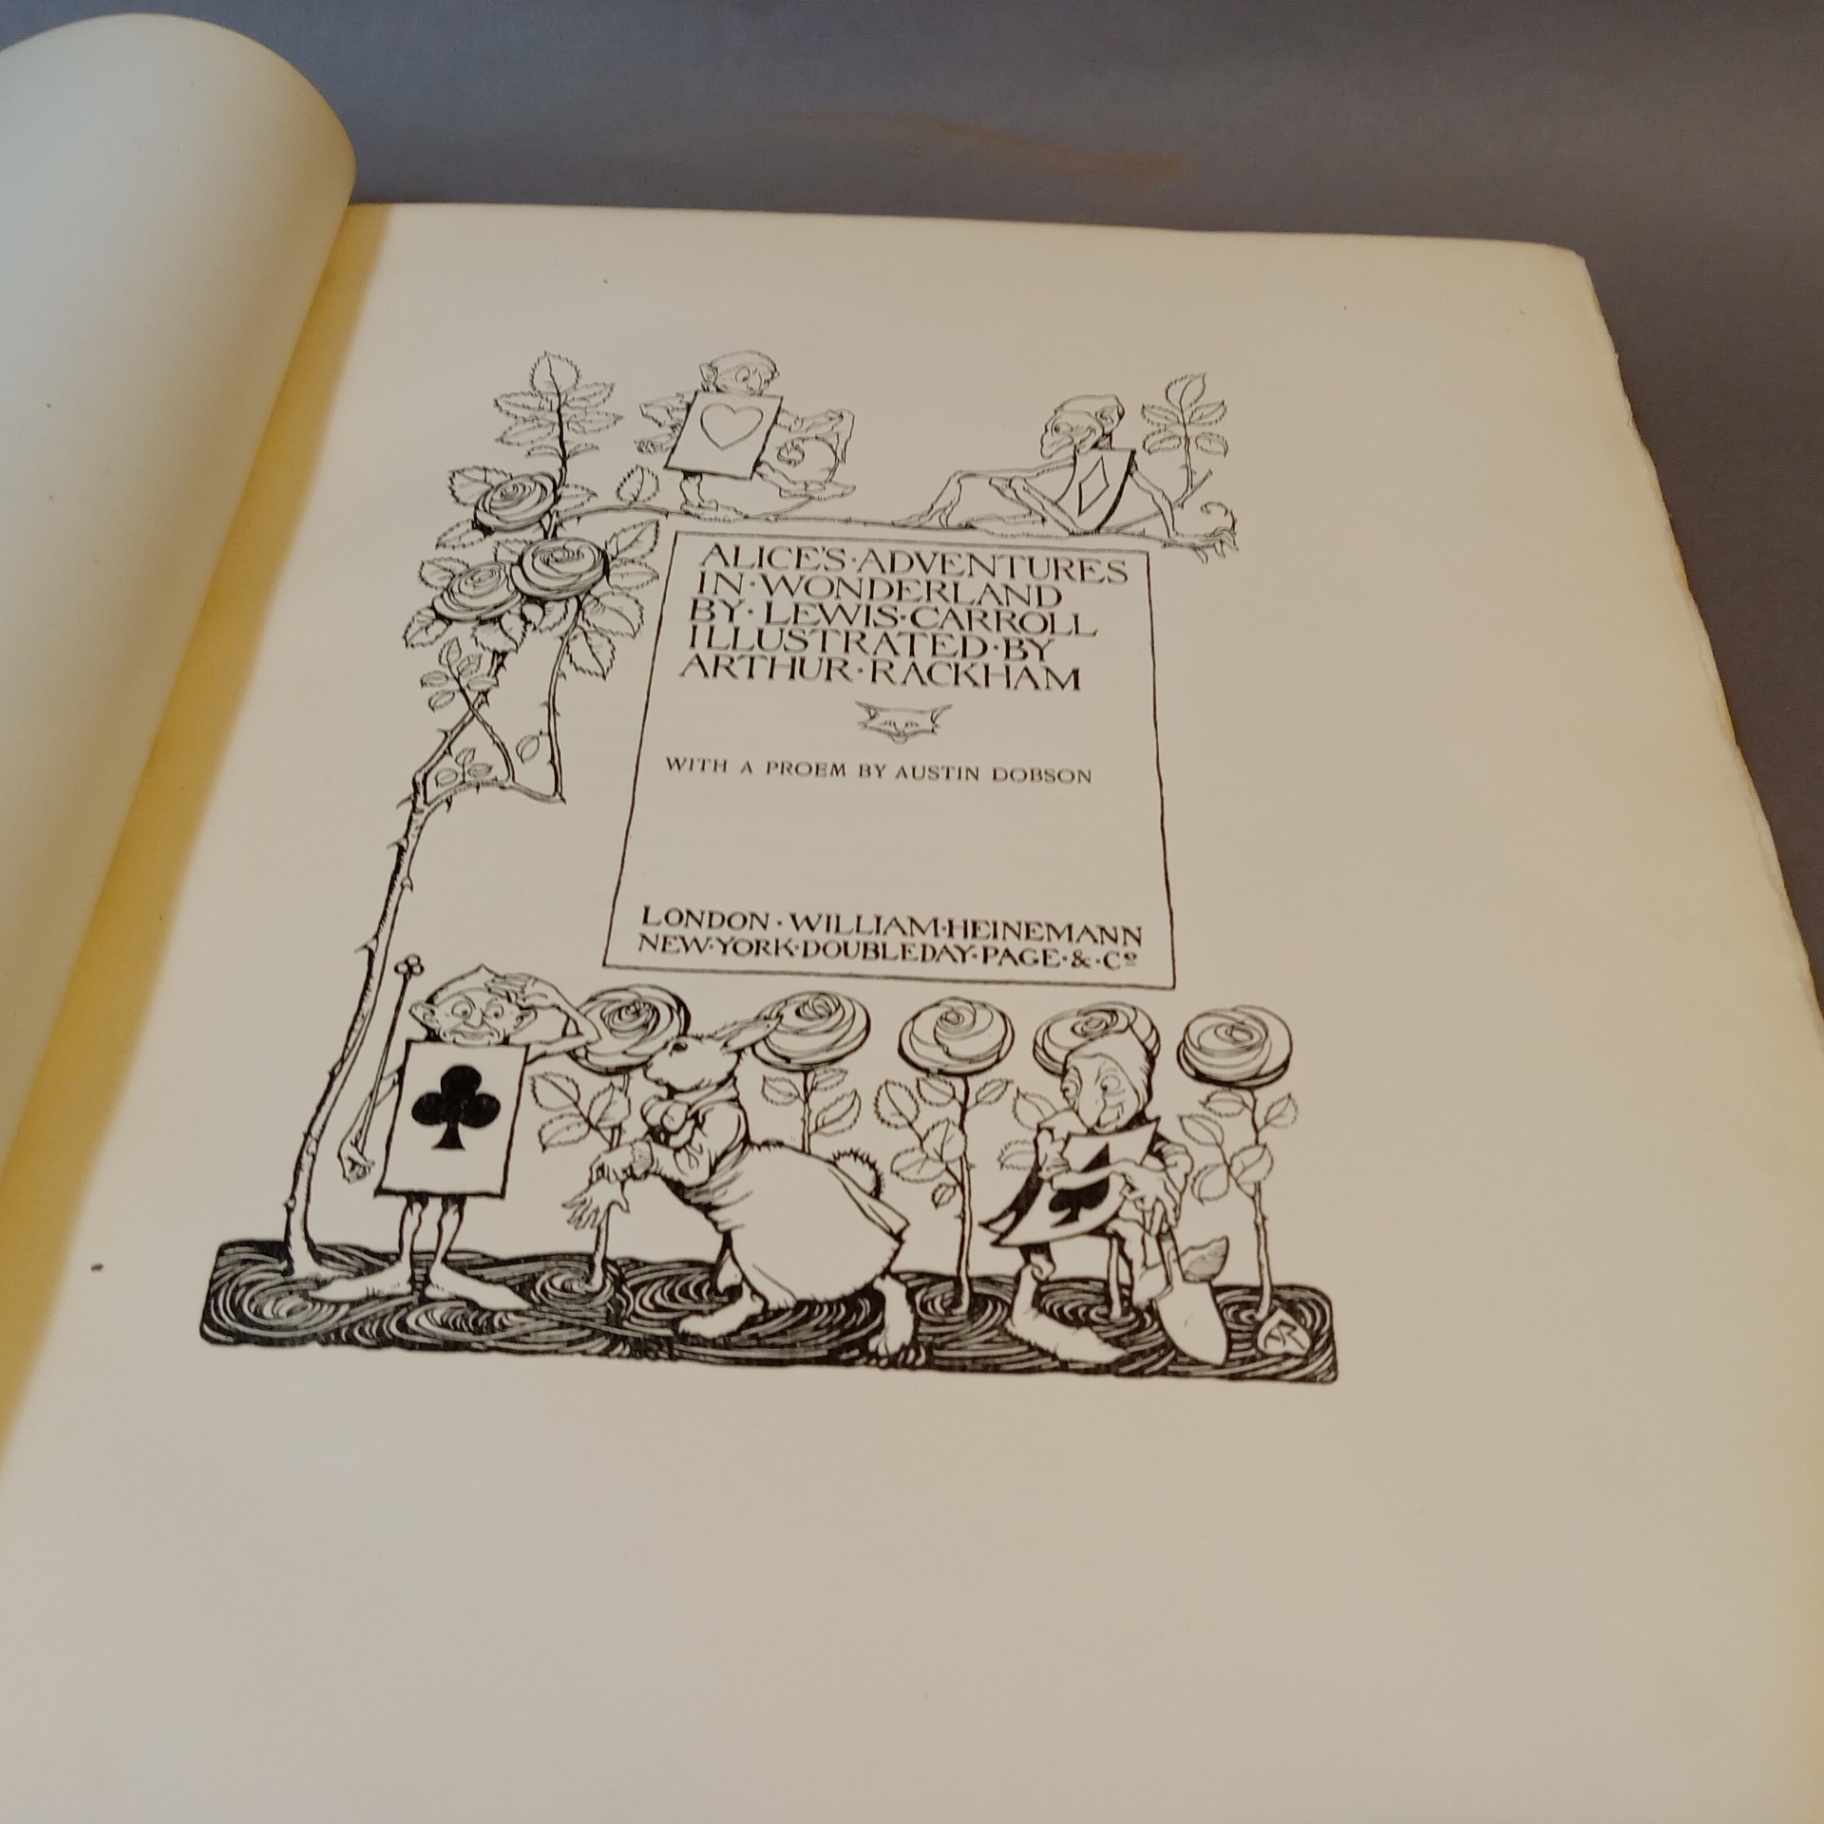 ALICE'S·ADVENTURES
IN·WONDERLAND
BY·LEWIS·CARROLL
ILLUSTRATED·BY
ARTHUR·RACKHAM
WITH A PROEM BY AUSTIN DOBSON
LONDON·WILLIAM·HEINEMANN
NEW·YORK·DOUBLEDAY·PAGE·&·Cº